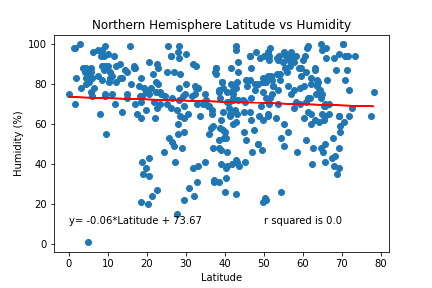 Northern Hemisphere Latitude vs Humidity
100
80
60
40
20
0
Humidity (%)
y= -0.06*Latitude + 73.67
r squared is 0.0
0 10 20 30 40 50 60 70 80
Latitude